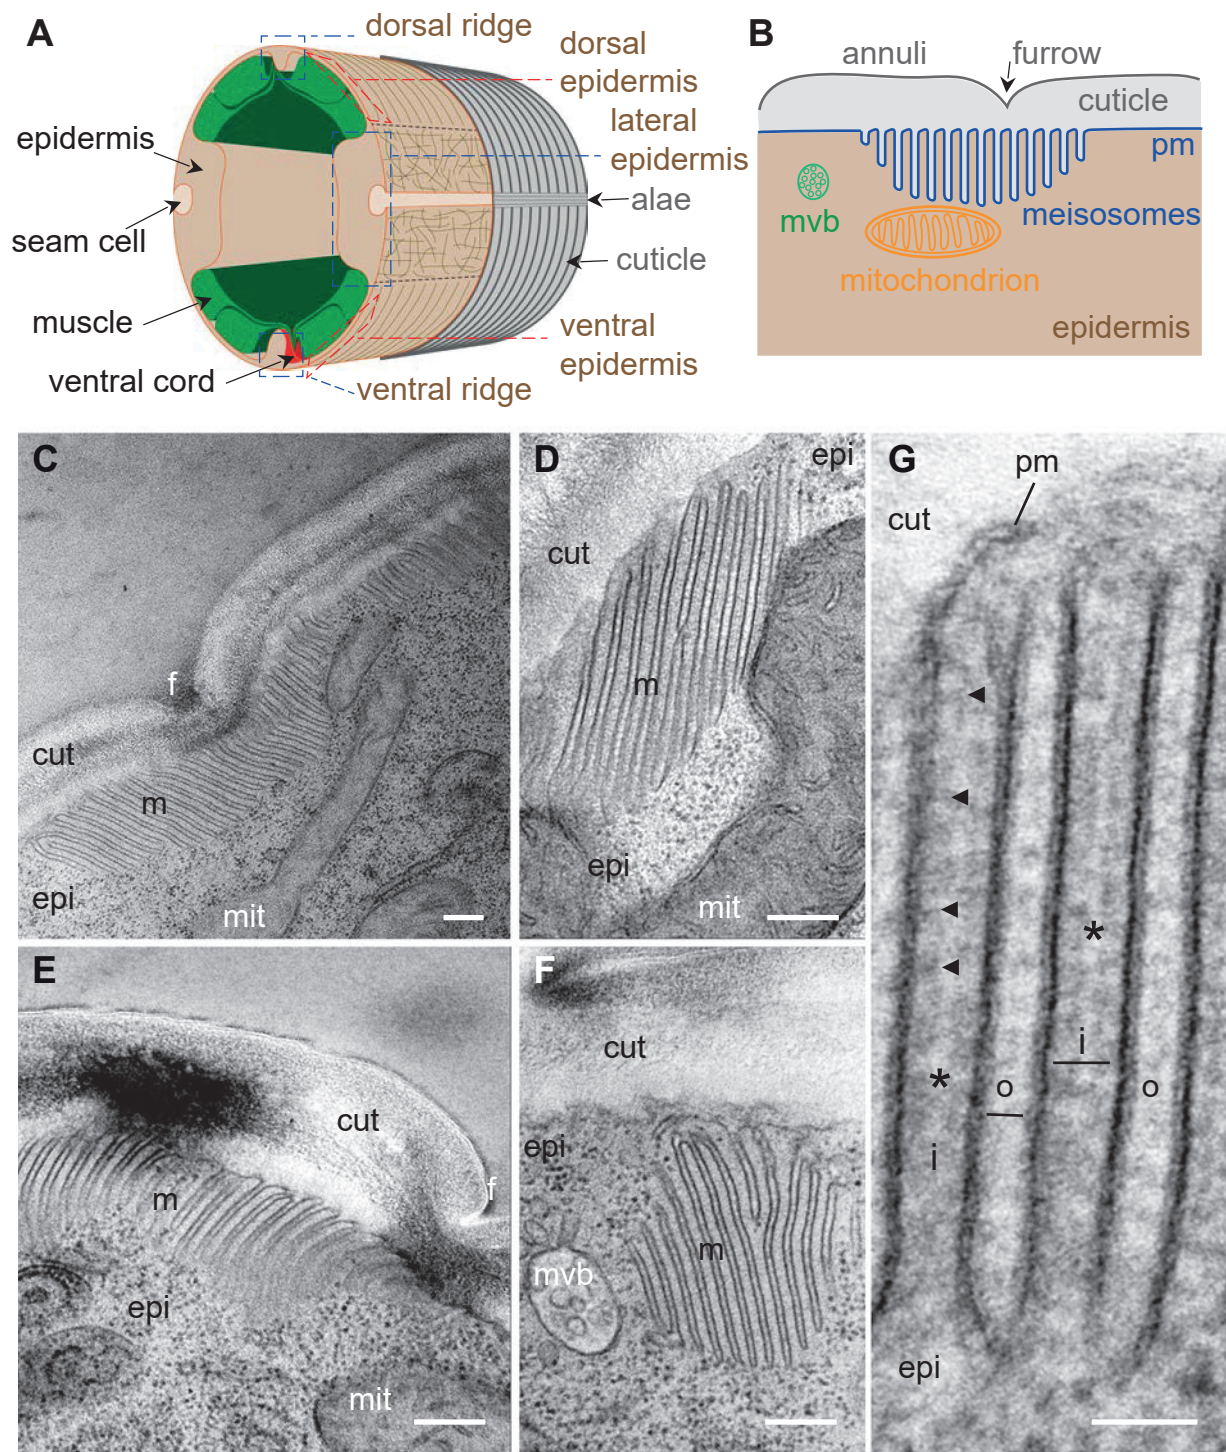 A
dorsal ridge
dorsal
epidermis
lateral
epidermis
alae
cuticle
ventral
epidermis
ventral ridge
epidermis
seam cell
muscle
ventral cord
B
annuli
furrow
cuticle
pm
mvb
meisosomes
mitochondrion
epidermis
C
f
cut
m
epi
mit
D
epi
cut
m
epi
mit
E
cut
f
m
epi
mit
F
cut
epi
m
mvb
G
pm
cut
*
i
*
o
o
i
epi